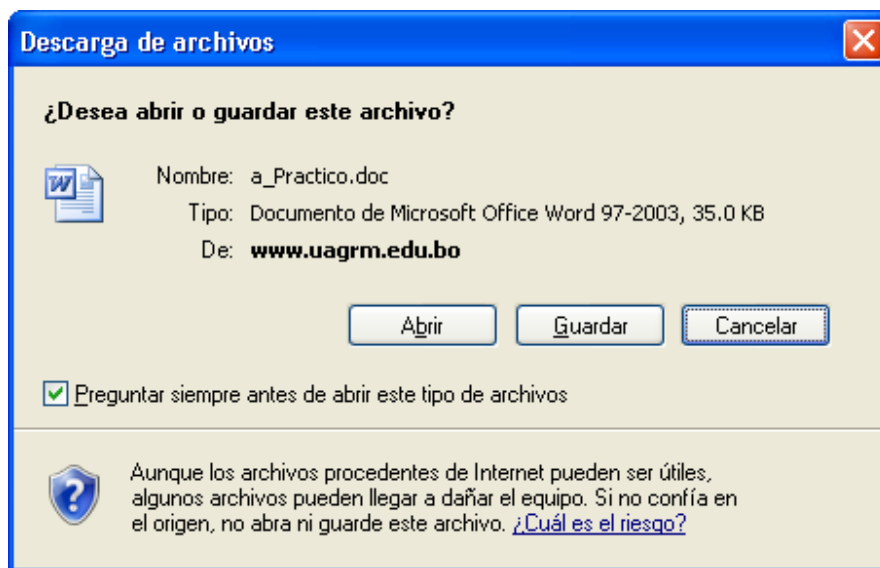 Descarga de archivos
¿Desea abrir o guardar este archivo?
Nombre: a_Practico.doc
Tipo: Documento de Microsoft Office Word 97-2003, 35.0 KB
De: www.uagrm.edu.bo
Abrir Guardar Cancelar
Preguntar siempre antes de abrir este tipo de archivos
Aunque los archivos procedentes de Internet pueden ser útiles,
algunos archivos pueden llegar a dañar el equipo. Si no confía en
el origen, no abra ni guarde este archivo. ¿Cuál es el riesgo?